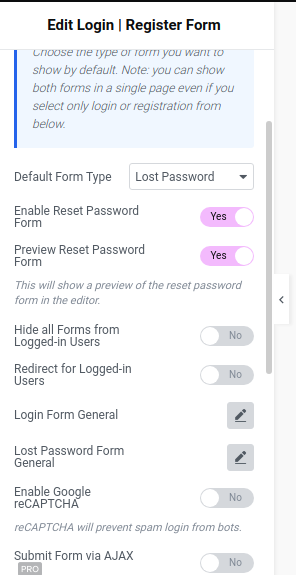 Edit Login | Register Form
Choose the type of form you want to
show by default. Note: you can show
both forms in a single page even if you
select only login or registration from
below.
Default Form Type Lost Password
Enable Reset Password Yes
Form
Preview Reset Password Yes
Form
This will show a preview of the reset password
form in the editor.
Hide all Forms from No
Logged-in Users
Redirect for Logged-in No
Users
Login Form General
Lost Password Form
General
Enable Google No
reCAPTCHA
reCAPTCHA will prevent spam login from bots.
Submit Form via AJAX No
PRO